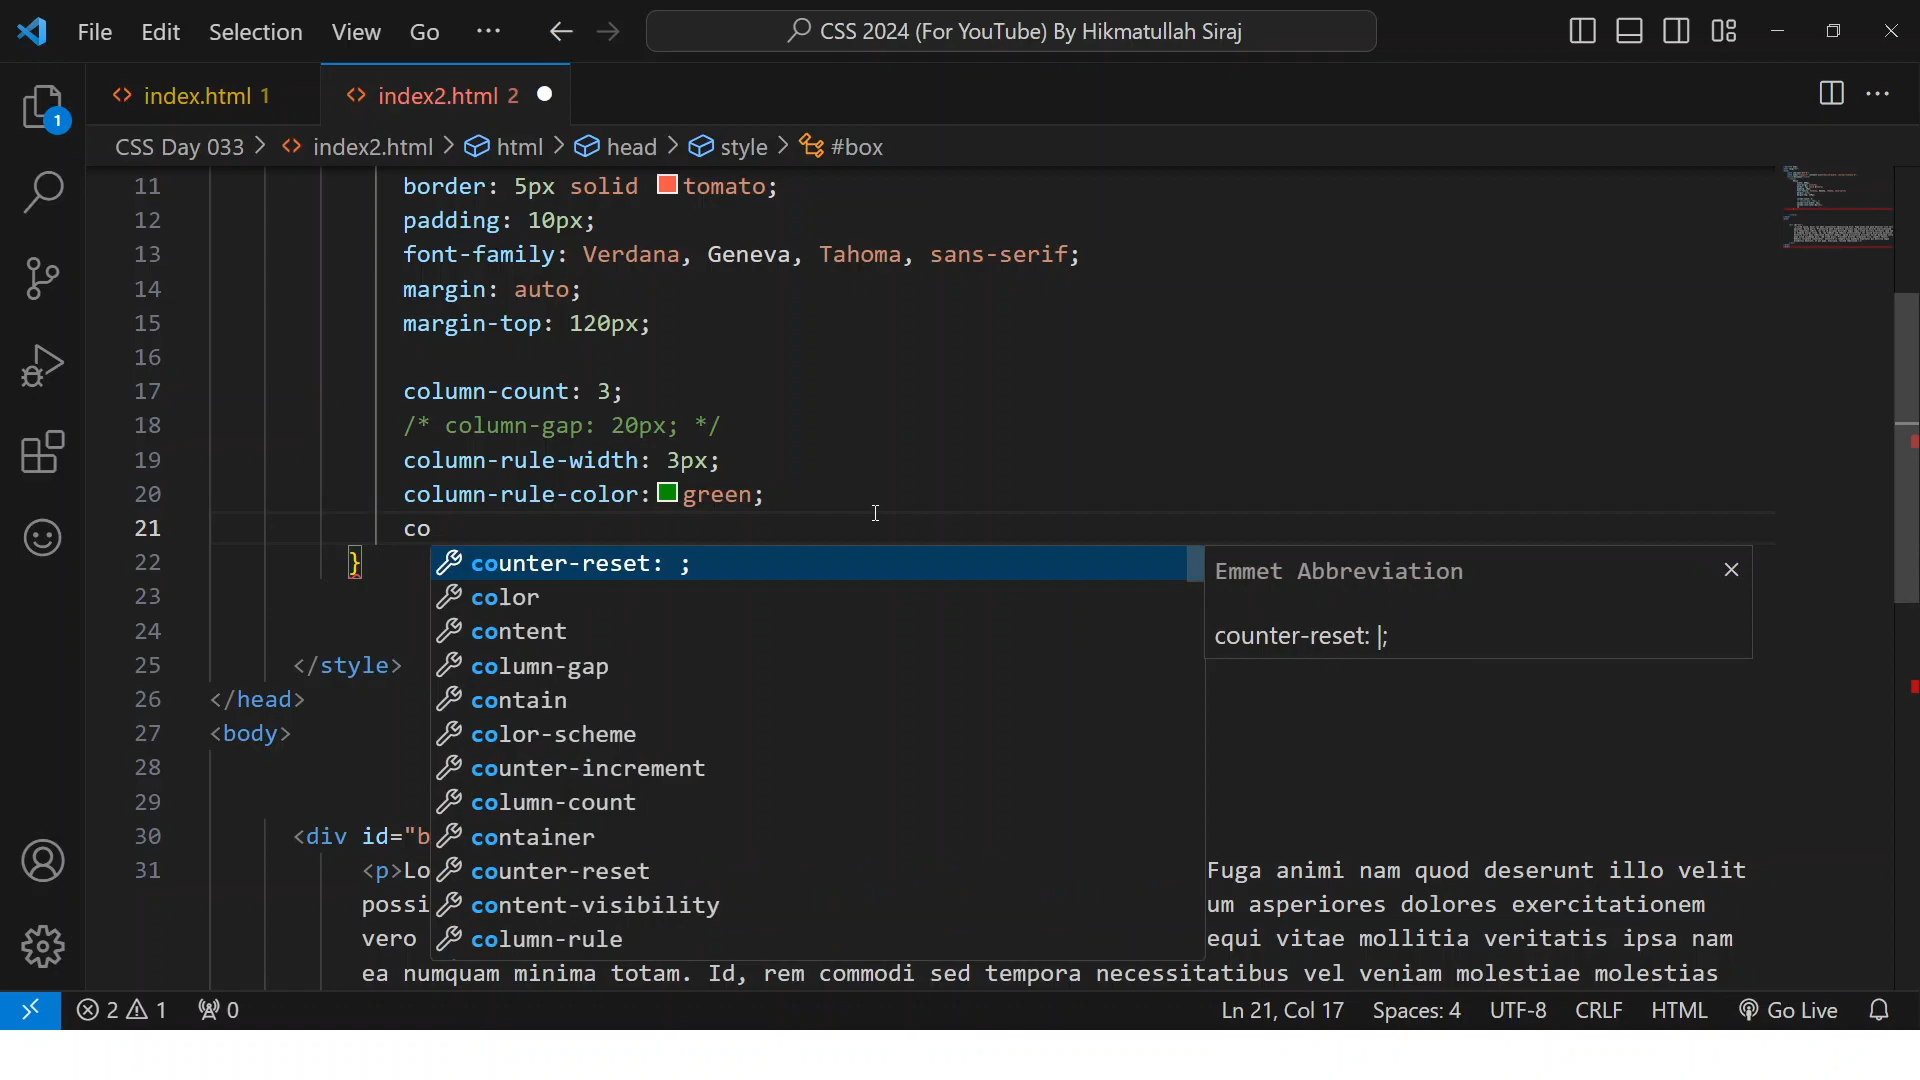 File Edit Selection View Go ··· CSS 2024 (For YouTube) By Hikmatullah Siraj
index.html 1 index2.html 2
CSS Day 033 > index2.html > html > head > style > #box
1
11 border: 5px solid tomato;
12 padding: 10px;
13 font-family: Verdana, Geneva, Tahoma, sans-serif;
14 margin: auto;
15 margin-top: 120px;
16
17 column-count: 3;
18 /* column-gap: 20px; */
19 column-rule-width: 3px;
20 column-rule-color: green;
21 co
22 }
counter-reset: ; Emmet Abbreviation
23 color
24 content counter-reset: |;
25 </style> column-gap
26 </head> contain
27 <body> color-scheme
28 counter-increment
29 column-count
30 <div id="b container
31 <p>Lo counter-reset Fuga animi nam quod deserunt illo velit
possi content-visibility um asperiores dolores exercitationem
vero column-rule equi vitae mollitia veritatis ipsa nam
ea numquam minima totam. Id, rem commodi sed tempora necessitatibus vel veniam molestiae molestias
2 1 0 Ln 21, Col 17 Spaces: 4 UTF-8 CRLF HTML Go Live